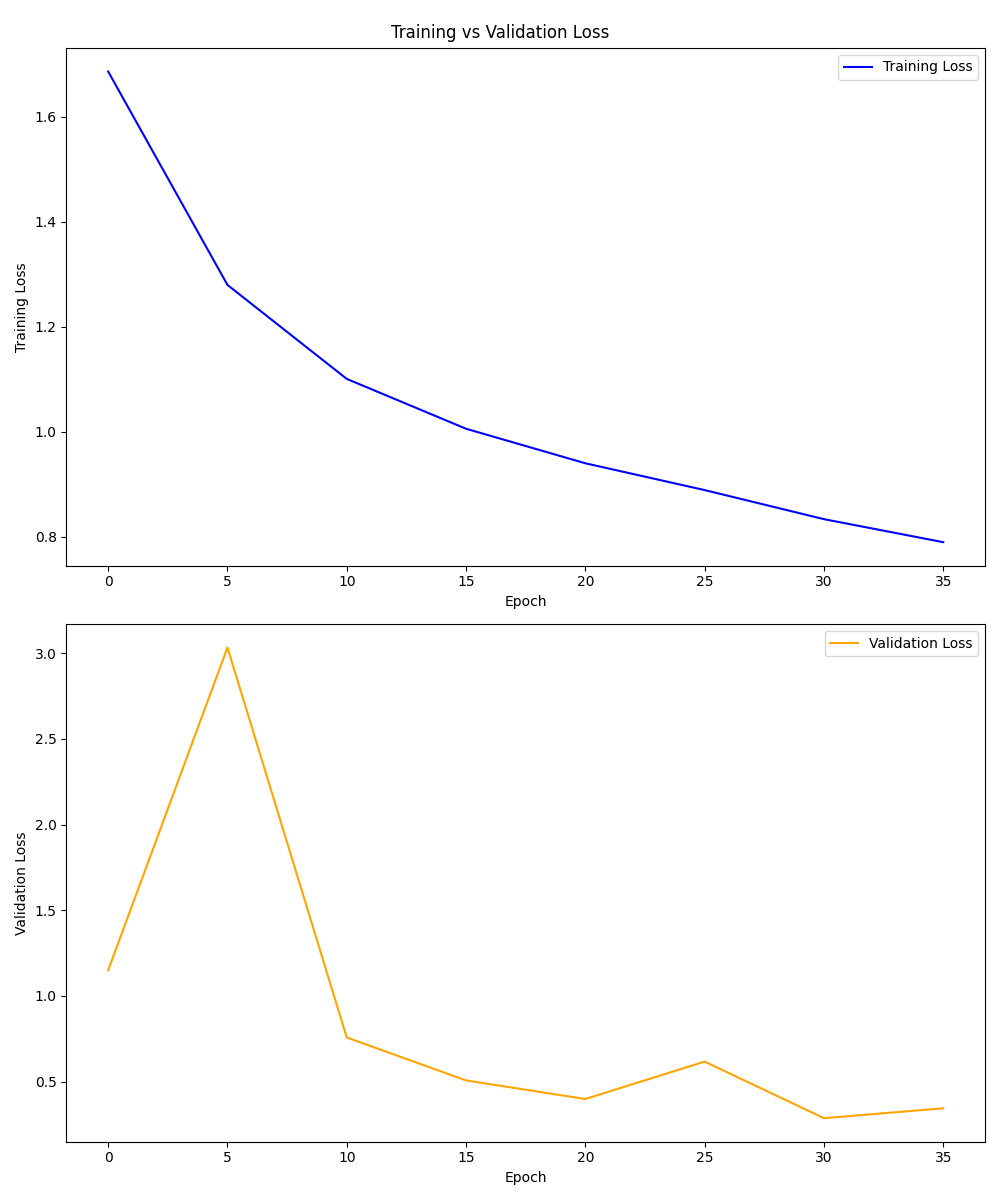 Training vs Validation Loss
Training Loss
1.6
1.4
1.2
1.0
0.8
Training Loss
0 5 10 15 20 25 30 35
Epoch
Validation Loss
3.0
2.5
2.0
1.5
1.0
0.5
Validation Loss
0 5 10 15 20 25 30 35
Epoch